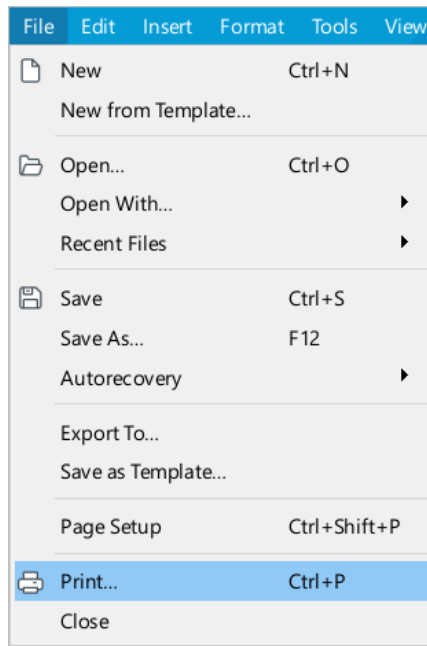 File Edit Insert Format Tools View
New Ctrl+N
New from Template...
Open... Ctrl+O
Open With...
Recent Files
Save Ctrl+S
Save As... F12
Autorecovery
Export To...
Save as Template...
Page Setup Ctrl+Shift+P
Print... Ctrl+P
Close